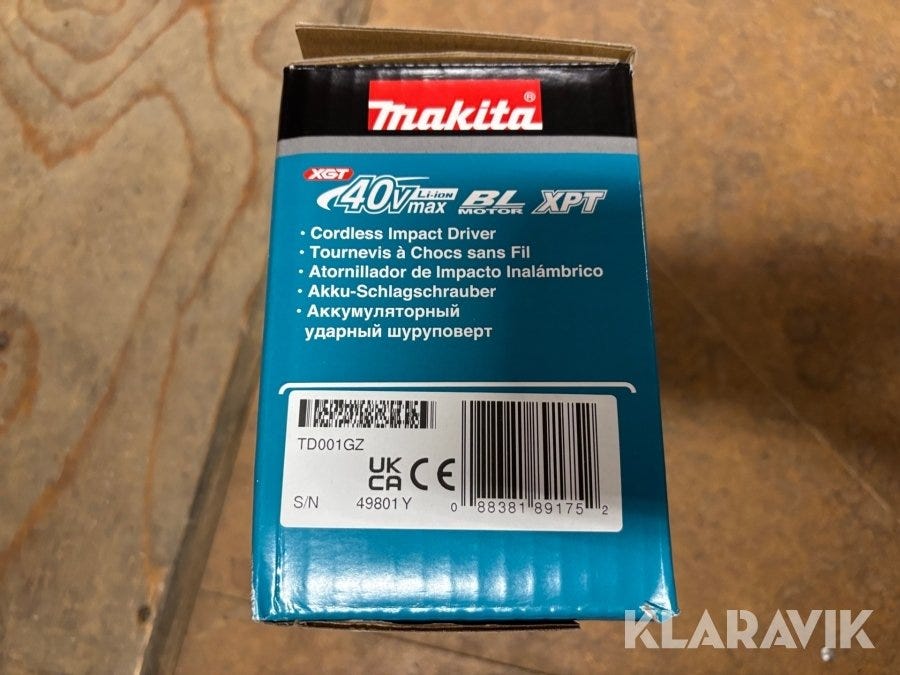 makita®
XGT
40Vmax Li-ion BL MOTOR XPT
· Cordless Impact Driver
· Tournevis à Chocs sans Fil
· Atornillador de Impacto Inalámbrico
· Akku-Schlagschrauber
· Аккумуляторный
ударный шуруповерт
TD001GZ
UK
CA CE
S/N 49801 Y
0 88381 89175 2
KLARAVIK